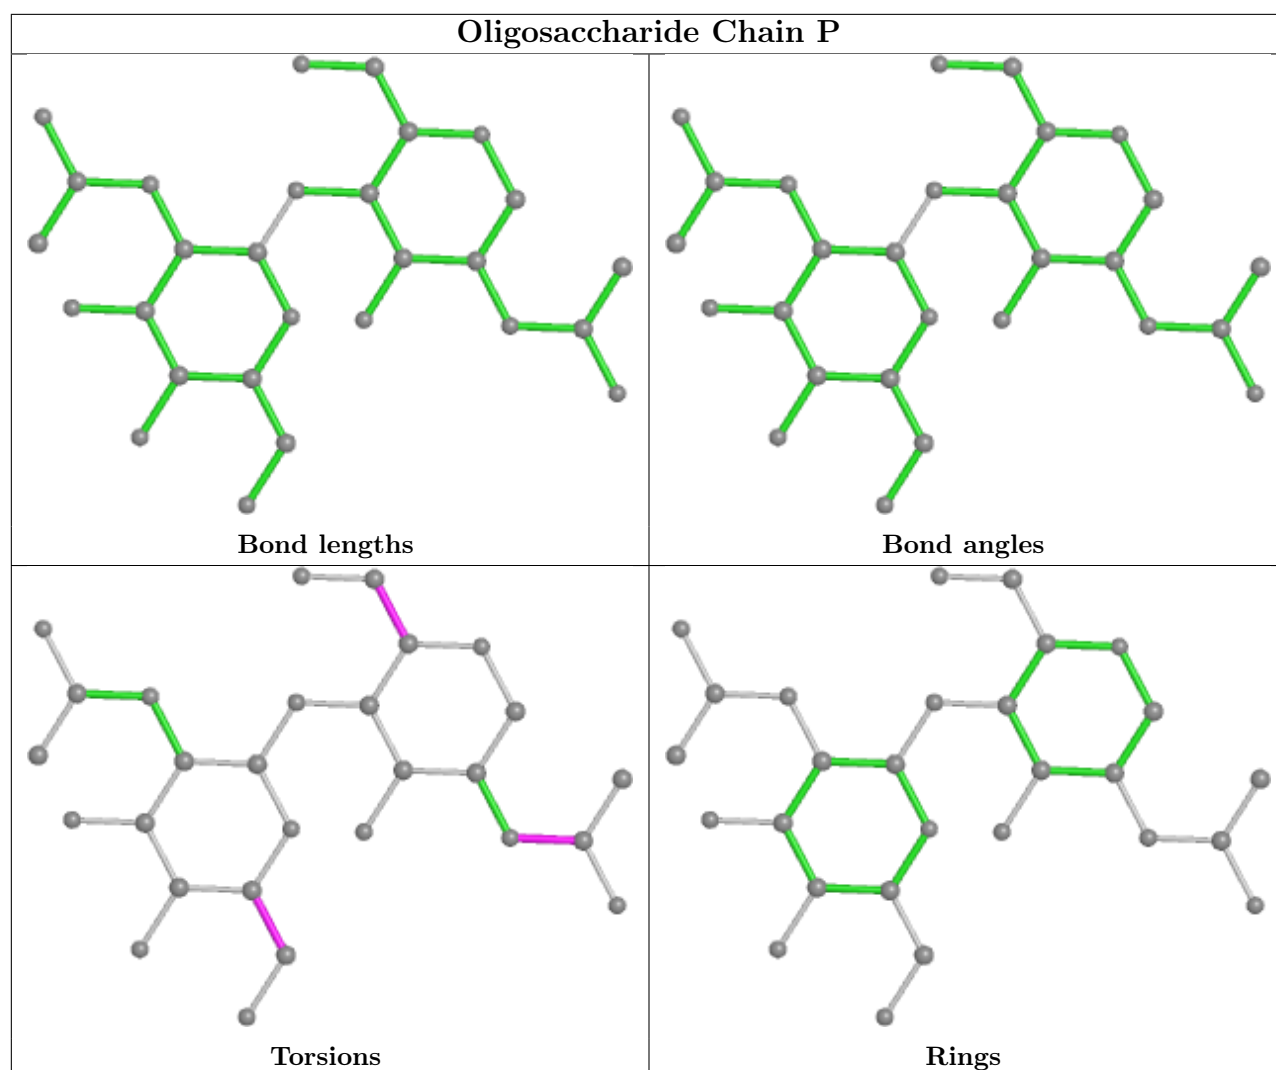 Oligosaccharide Chain P
Bond lengths
Bond angles
Torsions
Rings